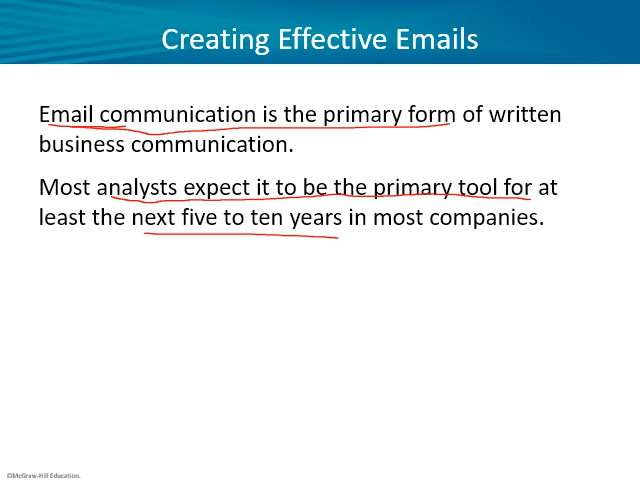 Creating Effective Emails
Email communication is the primary form of written
business communication.
Most analysts expect it to be the primary tool for at
least the next five to ten years in most companies.
©McGraw-Hill Education.